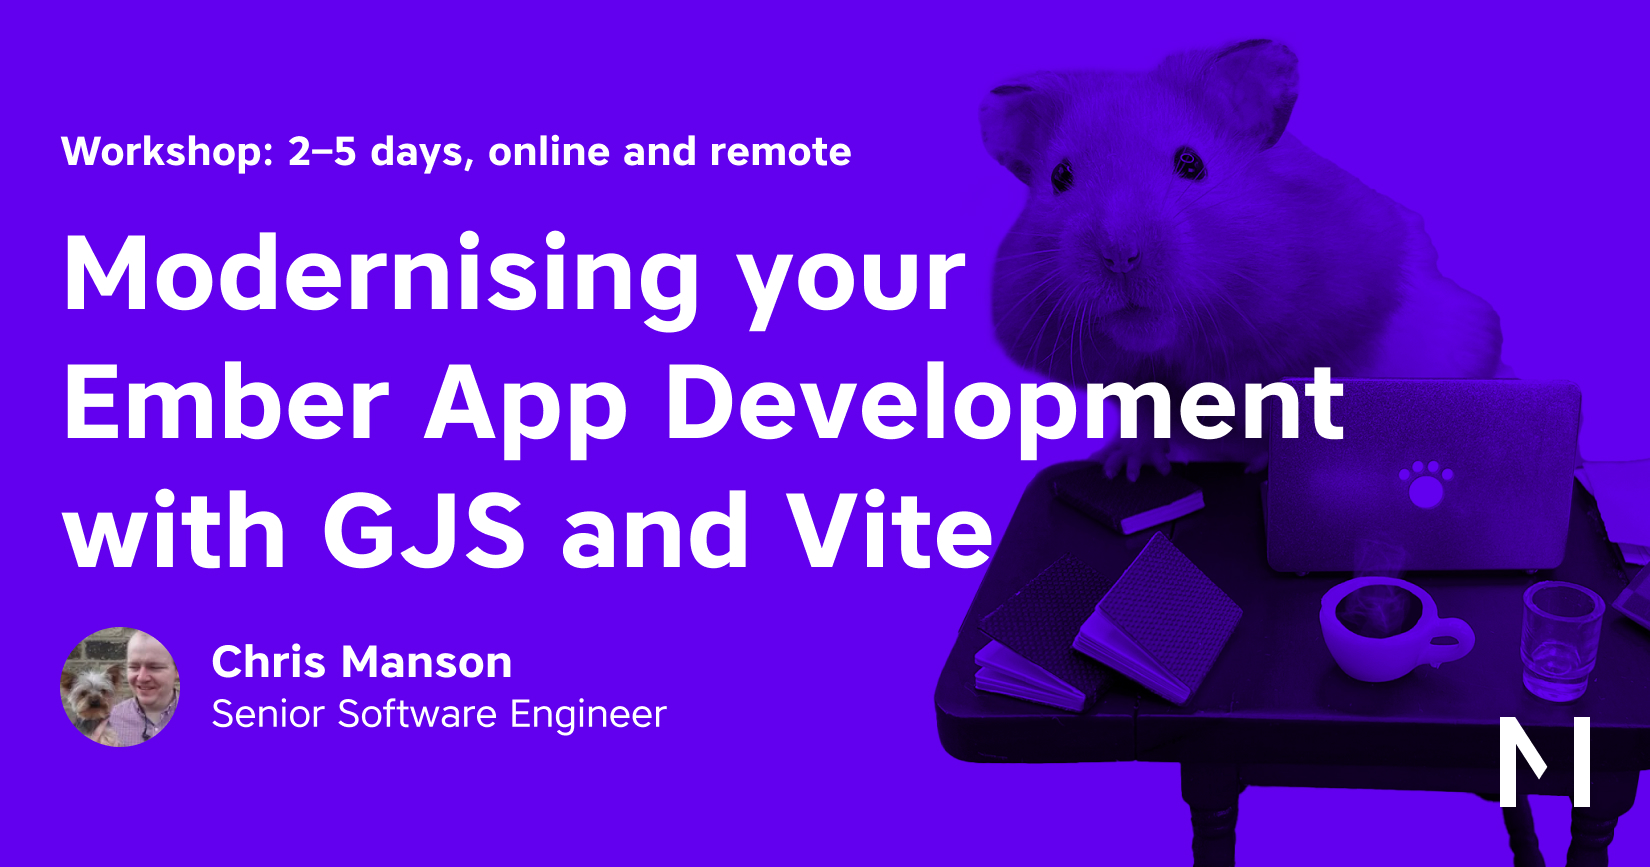 Workshop: 2–5 days, online and remote
Modernising your
Ember App Development
with GJS and Vite
Chris Manson
Senior Software Engineer